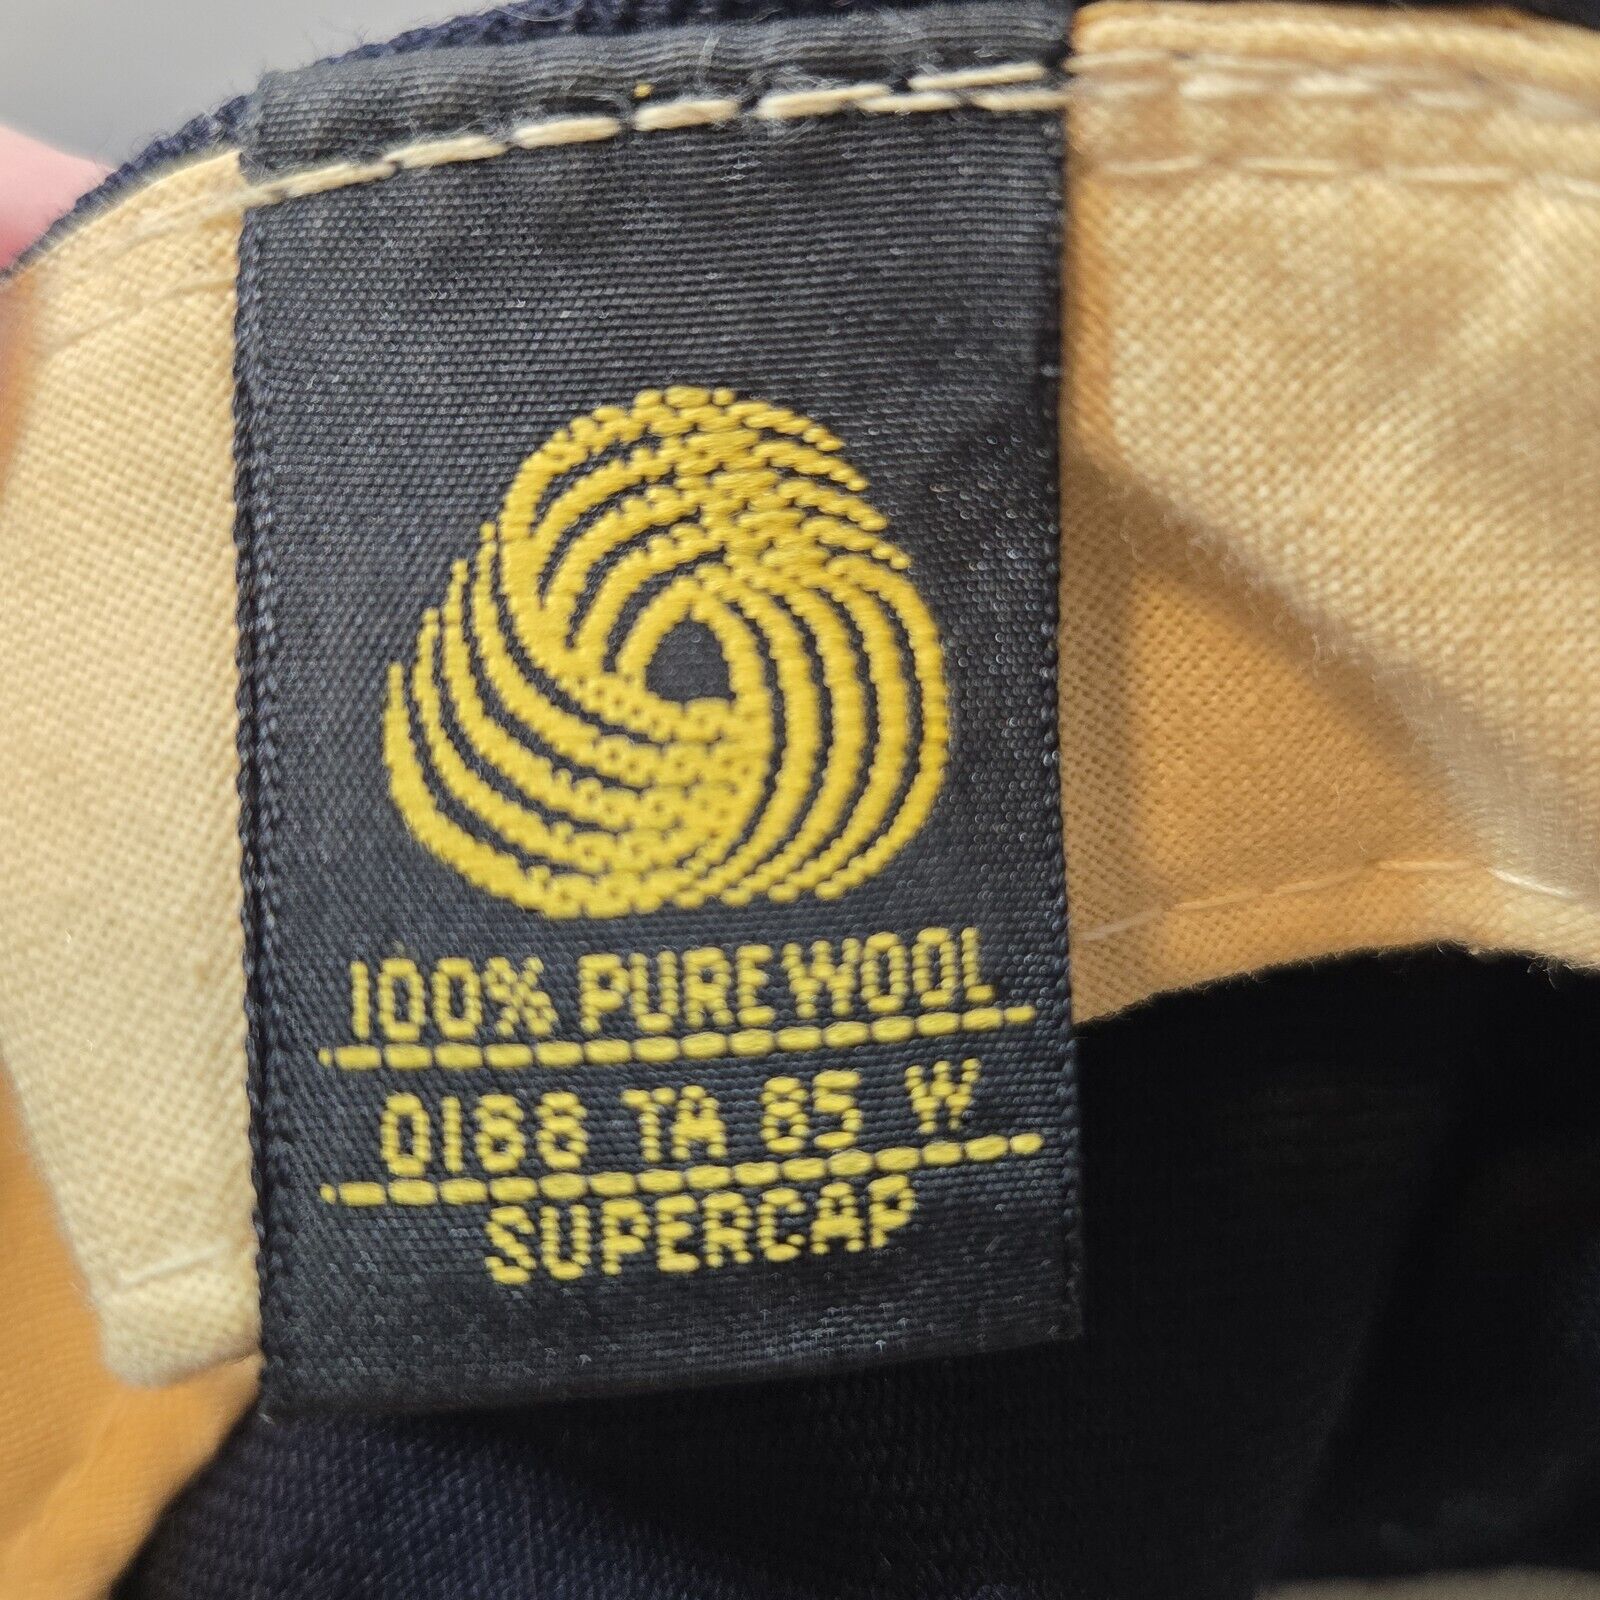 100% PURE WOOL
0188 TA 85 W
SUPERCAP